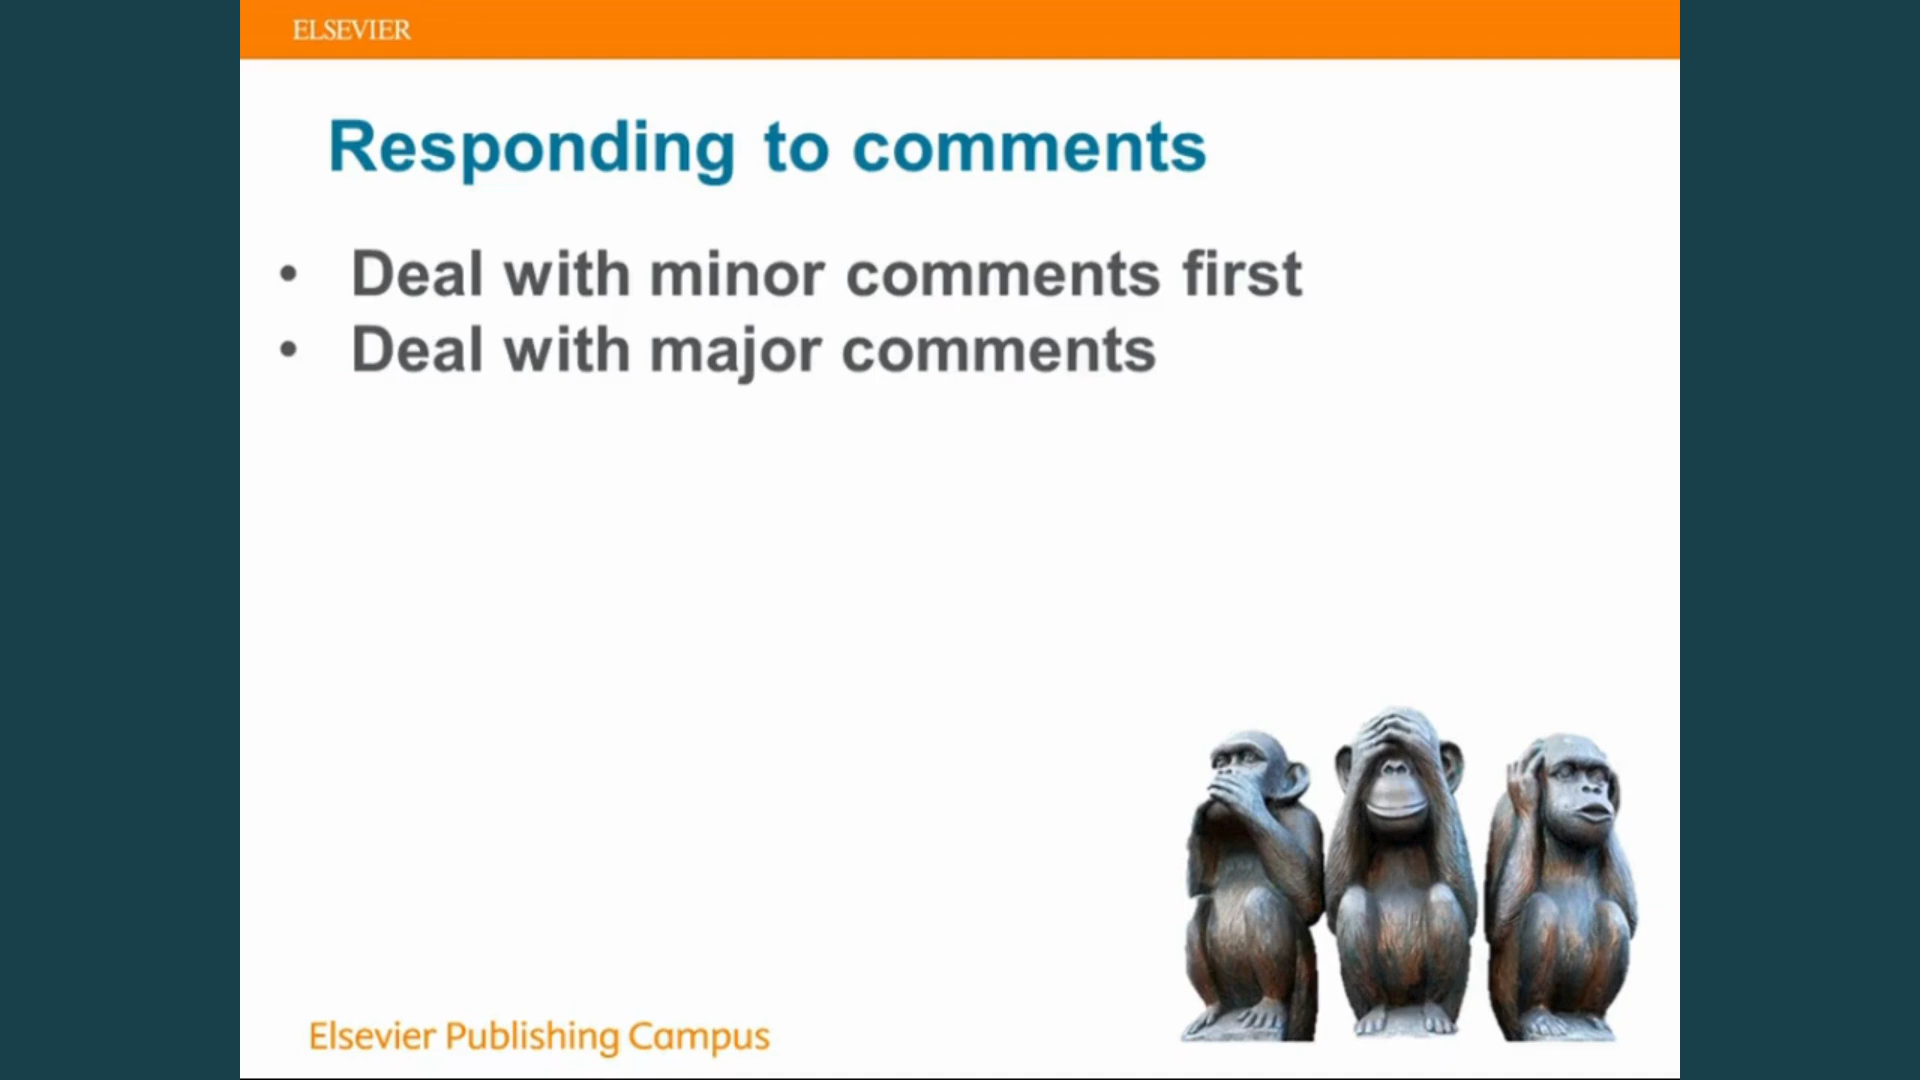 ELSEVIER
Responding to comments
• Deal with minor comments first
• Deal with major comments
Elsevier Publishing Campus